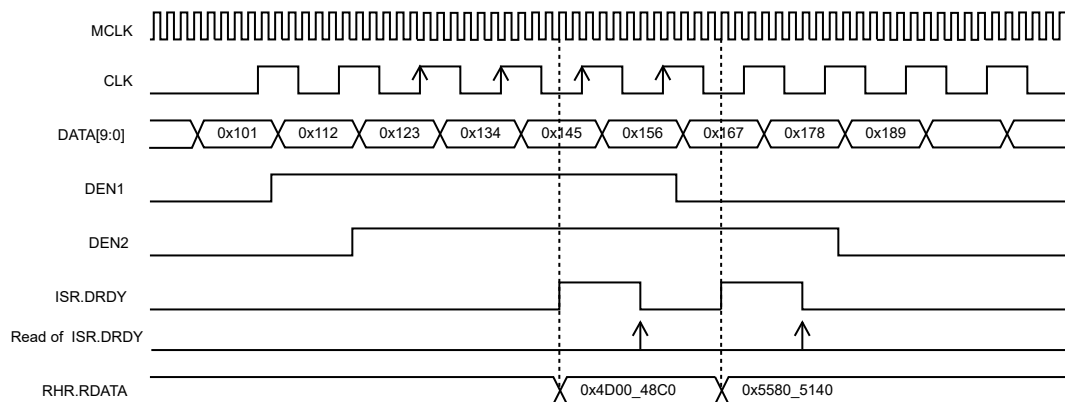 MCLK
CLK
DATA[9:0] 0x101 0x112 0x123 0x134 0x145 0x156 0x167 0x178 0x189
DEN1
DEN2
ISR.DRDY
Read of ISR.DRDY
RHR.RDATA 0x4D00_48C0 0x5580_5140